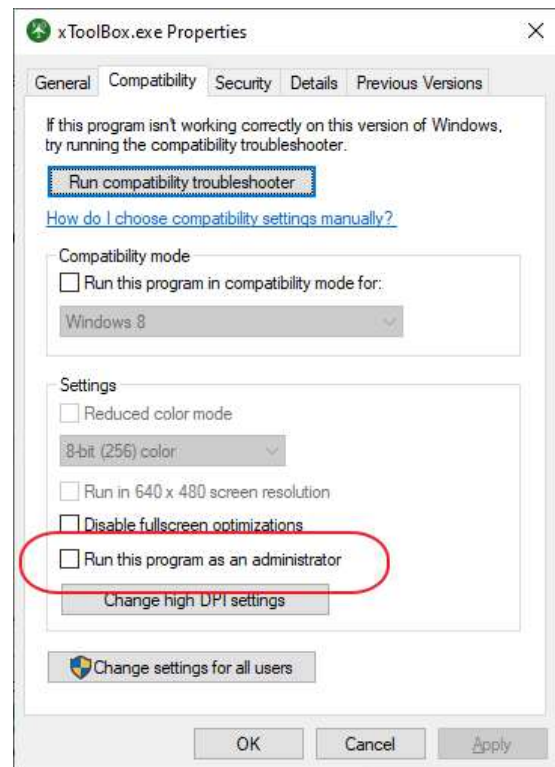 xToolBox.exe Properties
General Compatibility Security Details Previous Versions
If this program isn't working correctly on this version of Windows,
try running the compatibility troubleshooter.
Run compatibility troubleshooter
How do I choose compatibility settings manually?
Compatibility mode
Run this program in compatibility mode for:
Windows 8
Settings
Reduced color mode
8-bit (256) color
Run in 640 x 480 screen resolution
Disable fullscreen optimizations
Run this program as an administrator
Change high DPI settings
Change settings for all users
OK Cancel Apply